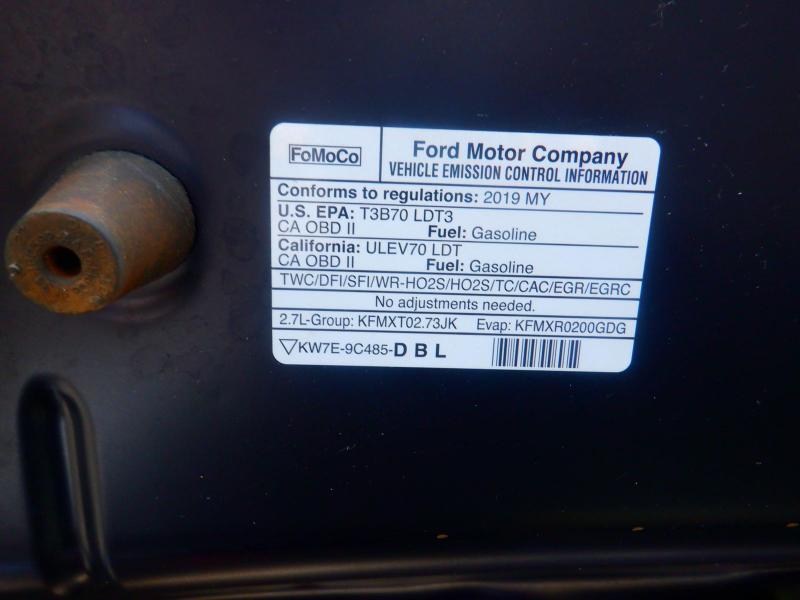 FoMoCo
Ford Motor Company
VEHICLE EMISSION CONTROL INFORMATION
Conforms to regulations: 2019 MY
U.S. EPA: T3B70 LDT3
CA OBD II Fuel: Gasoline
California: ULEV70 LDT
CA OBD II Fuel: Gasoline
TWC/DFI/SFI/WR-HO2S/HO2S/TC/CAC/EGR/EGRC
No adjustments needed.
2.7L-Group: KFMXT02.73JK Evap: KFMXR0200GDG
▽KW7E-9C485-D B L